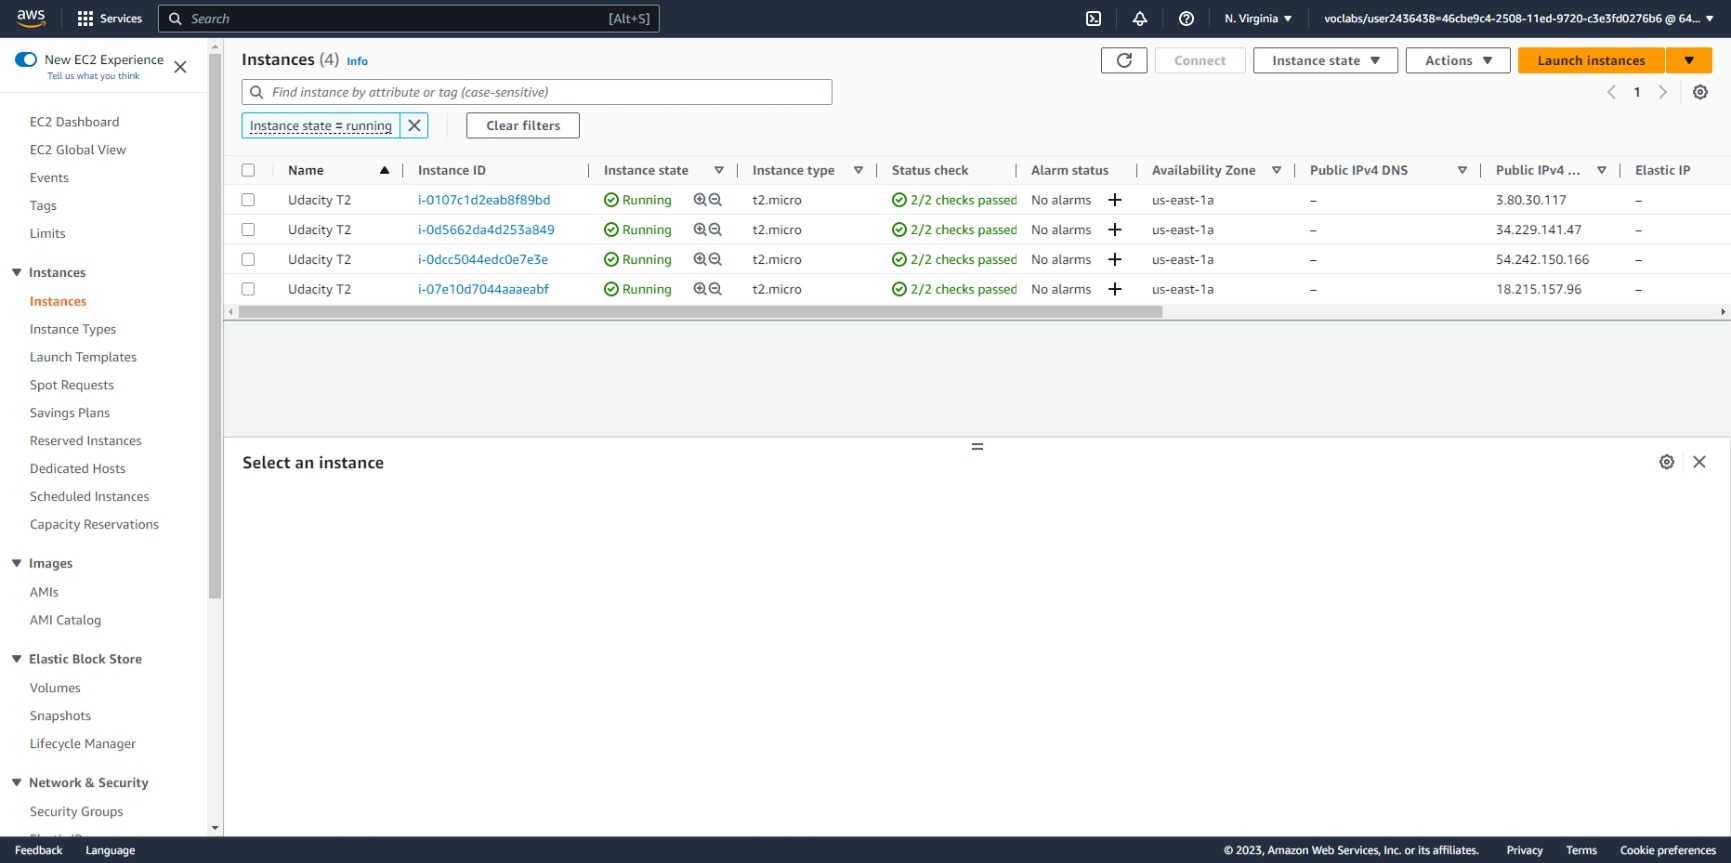 aws
Services
Search
[Alt+S]
N. Virginia
voclabs/user2436438=46cbe9c4-2508-11ed-9720-c3e3fd0276b6 @ 64...
New EC2 Experience
Tell us what you think
EC2 Dashboard
EC2 Global View
Events
Tags
Limits
Instances
Instances
Instance Types
Launch Templates
Spot Requests
Savings Plans
Reserved Instances
Dedicated Hosts
Scheduled Instances
Capacity Reservations
Images
AMIs
AMI Catalog
Elastic Block Store
Volumes
Snapshots
Lifecycle Manager
Network & Security
Security Groups
Instances (4) Info
Connect
Instance state
Actions
Launch instances
Find instance by attribute or tag (case-sensitive)
1
Instance state = running
Clear filters
Name Instance ID Instance state Instance type Status check Alarm status Availability Zone Public IPv4 DNS Public IPv4 ... Elastic IP
Udacity T2 i-0107c1d2eab8f89bd Running t2.micro 2/2 checks passed No alarms + us-east-1a – 3.80.30.117 –
Udacity T2 i-0d5662da4d253a849 Running t2.micro 2/2 checks passed No alarms + us-east-1a – 34.229.141.47 –
Udacity T2 i-0dcc5044edc0e7e3e Running t2.micro 2/2 checks passed No alarms + us-east-1a – 54.242.150.166 –
Udacity T2 i-07e10d7044aaaeabf Running t2.micro 2/2 checks passed No alarms + us-east-1a – 18.215.157.96 –
Select an instance
Feedback
Language
© 2023, Amazon Web Services, Inc. or its affiliates.
Privacy
Terms
Cookie preferences